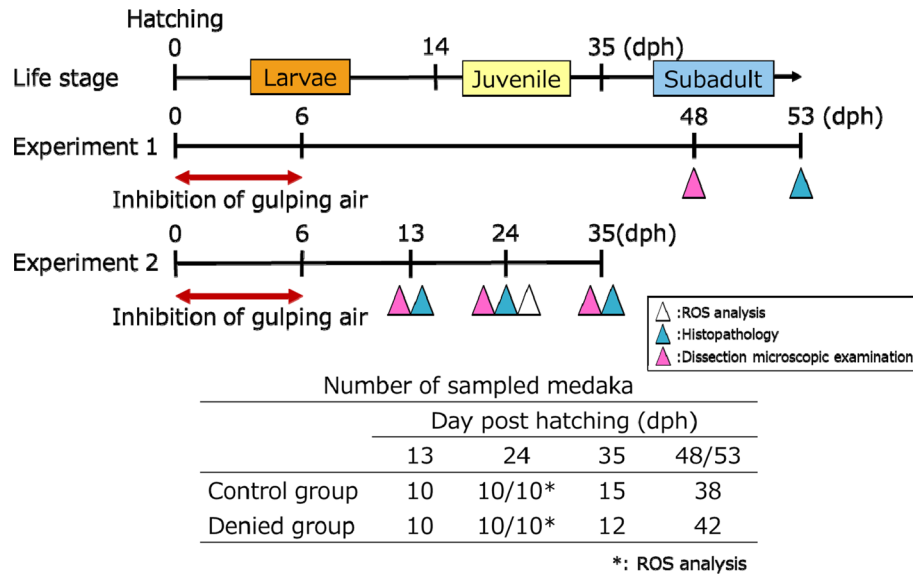 Hatching
0 14 35 (dph)
Life stage Larvae Juvenile Subadult
0 6 48 53 (dph)
Experiment 1
Inhibition of gulping air
0 6 13 24 35(dph)
Experiment 2
Inhibition of gulping air
:ROS analysis
:Histopathology
:Dissection microscopic examination
Number of sampled medaka
Day post hatching (dph)
13 24 35 48/53
Control group 10 10/10* 15 38
Denied group 10 10/10* 12 42
*: ROS analysis